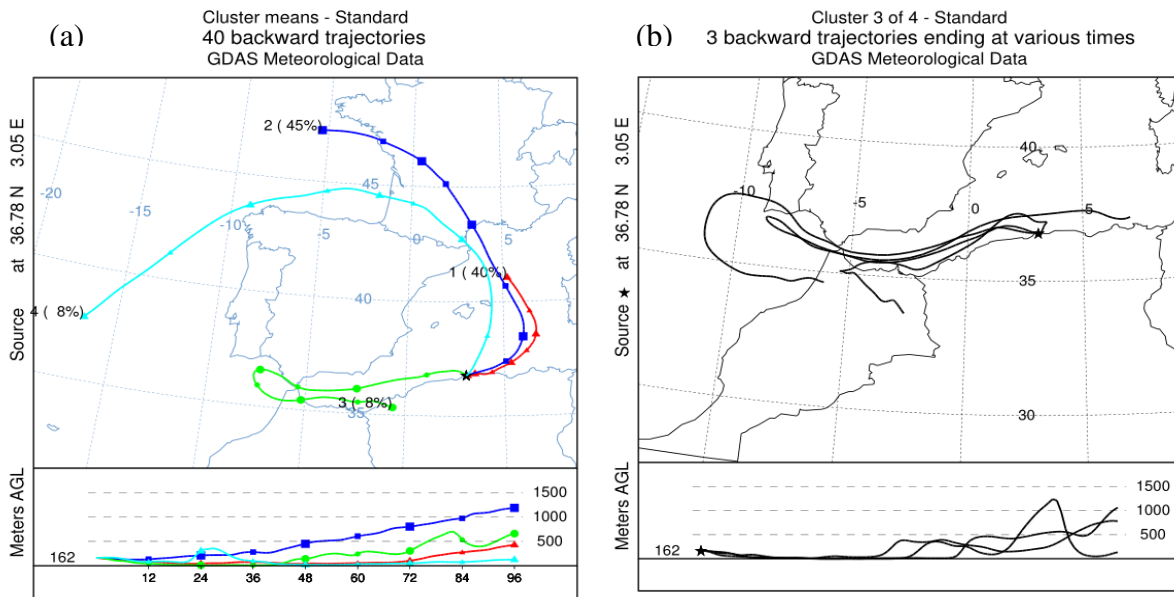 (a)
Cluster means - Standard
40 backward trajectories
GDAS Meteorological Data
Source at 36.78 N 3.05 E
2 ( 45%)
45
-20
-15
-10
-5
0
5
1 ( 40%)
40
4 ( 8%)
3 ( 8%)
35
Meters AGL
1500
1000
500
162
12 24 36 48 60 72 84 96
(b)
Cluster 3 of 4 - Standard
3 backward trajectories ending at various times
GDAS Meteorological Data
Source ★ at 36.78 N 3.05 E
40
-10
-5
0
5
35
30
Meters AGL
1500
1000
500
162